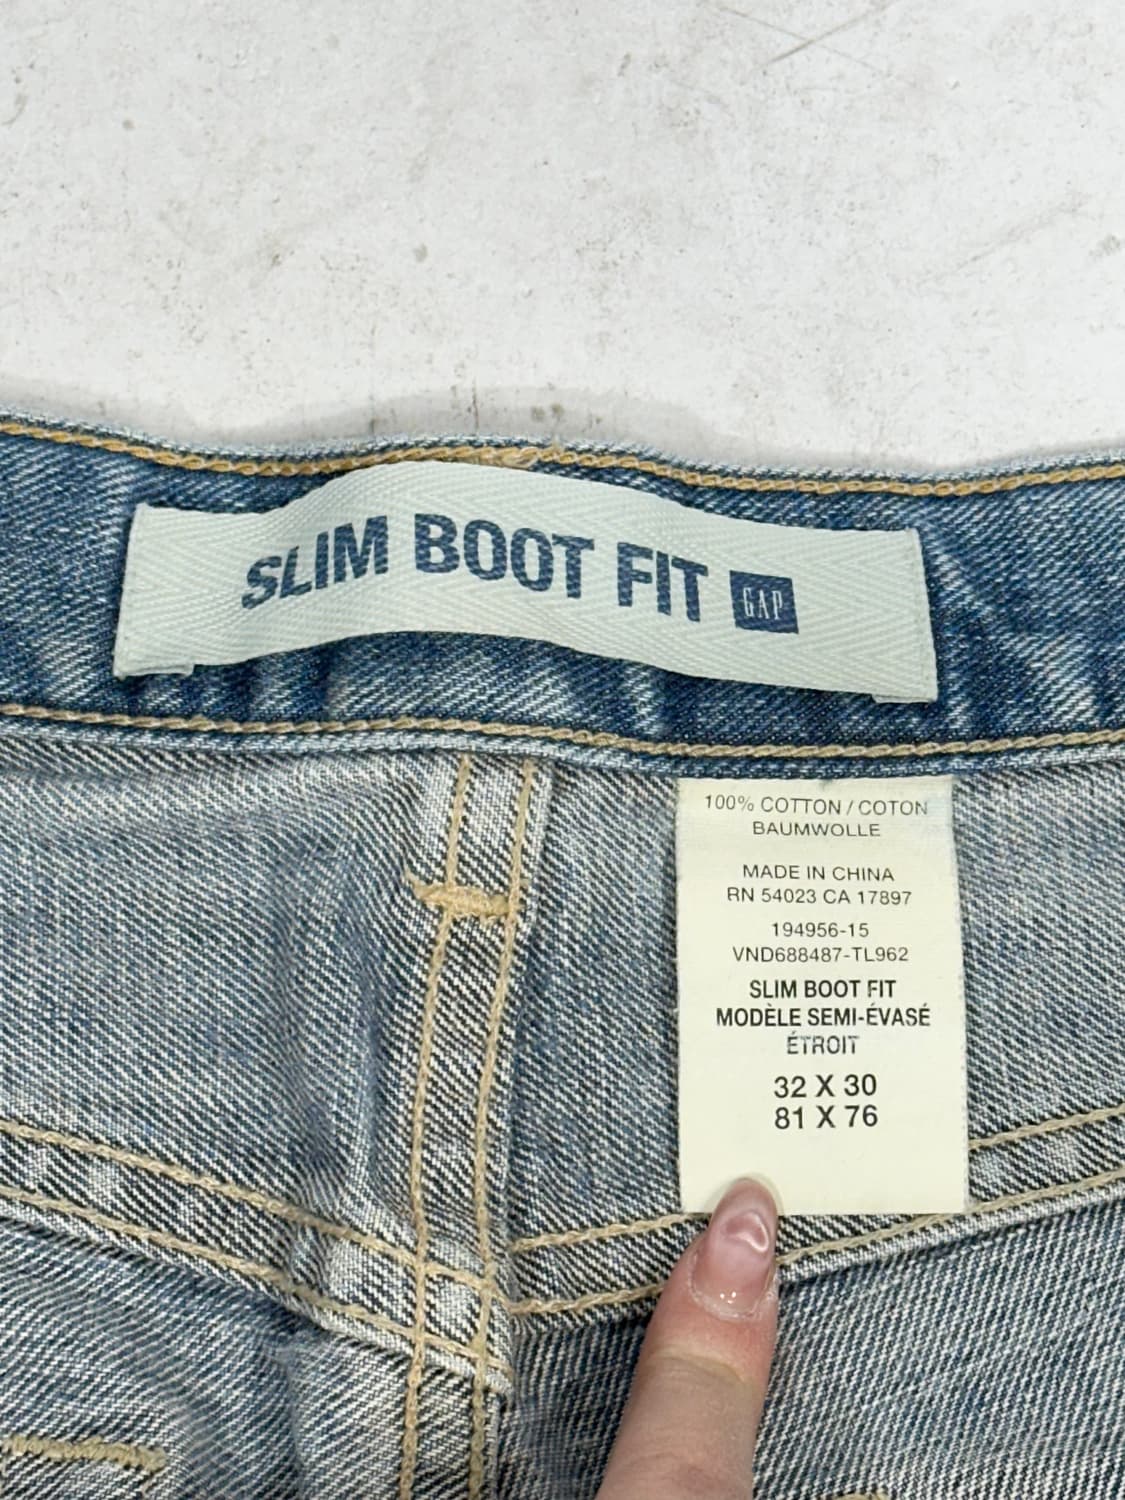 SLIM BOOT FIT GAP
100% COTTON / COTON
BAUMWOLLE
MADE IN CHINA
RN 54023 CA 17897
194956-15
VND688487-TL962
SLIM BOOT FIT
MODÈLE SEMI-ÉVASÉ
ÉTROIT
32 X 30
81 X 76